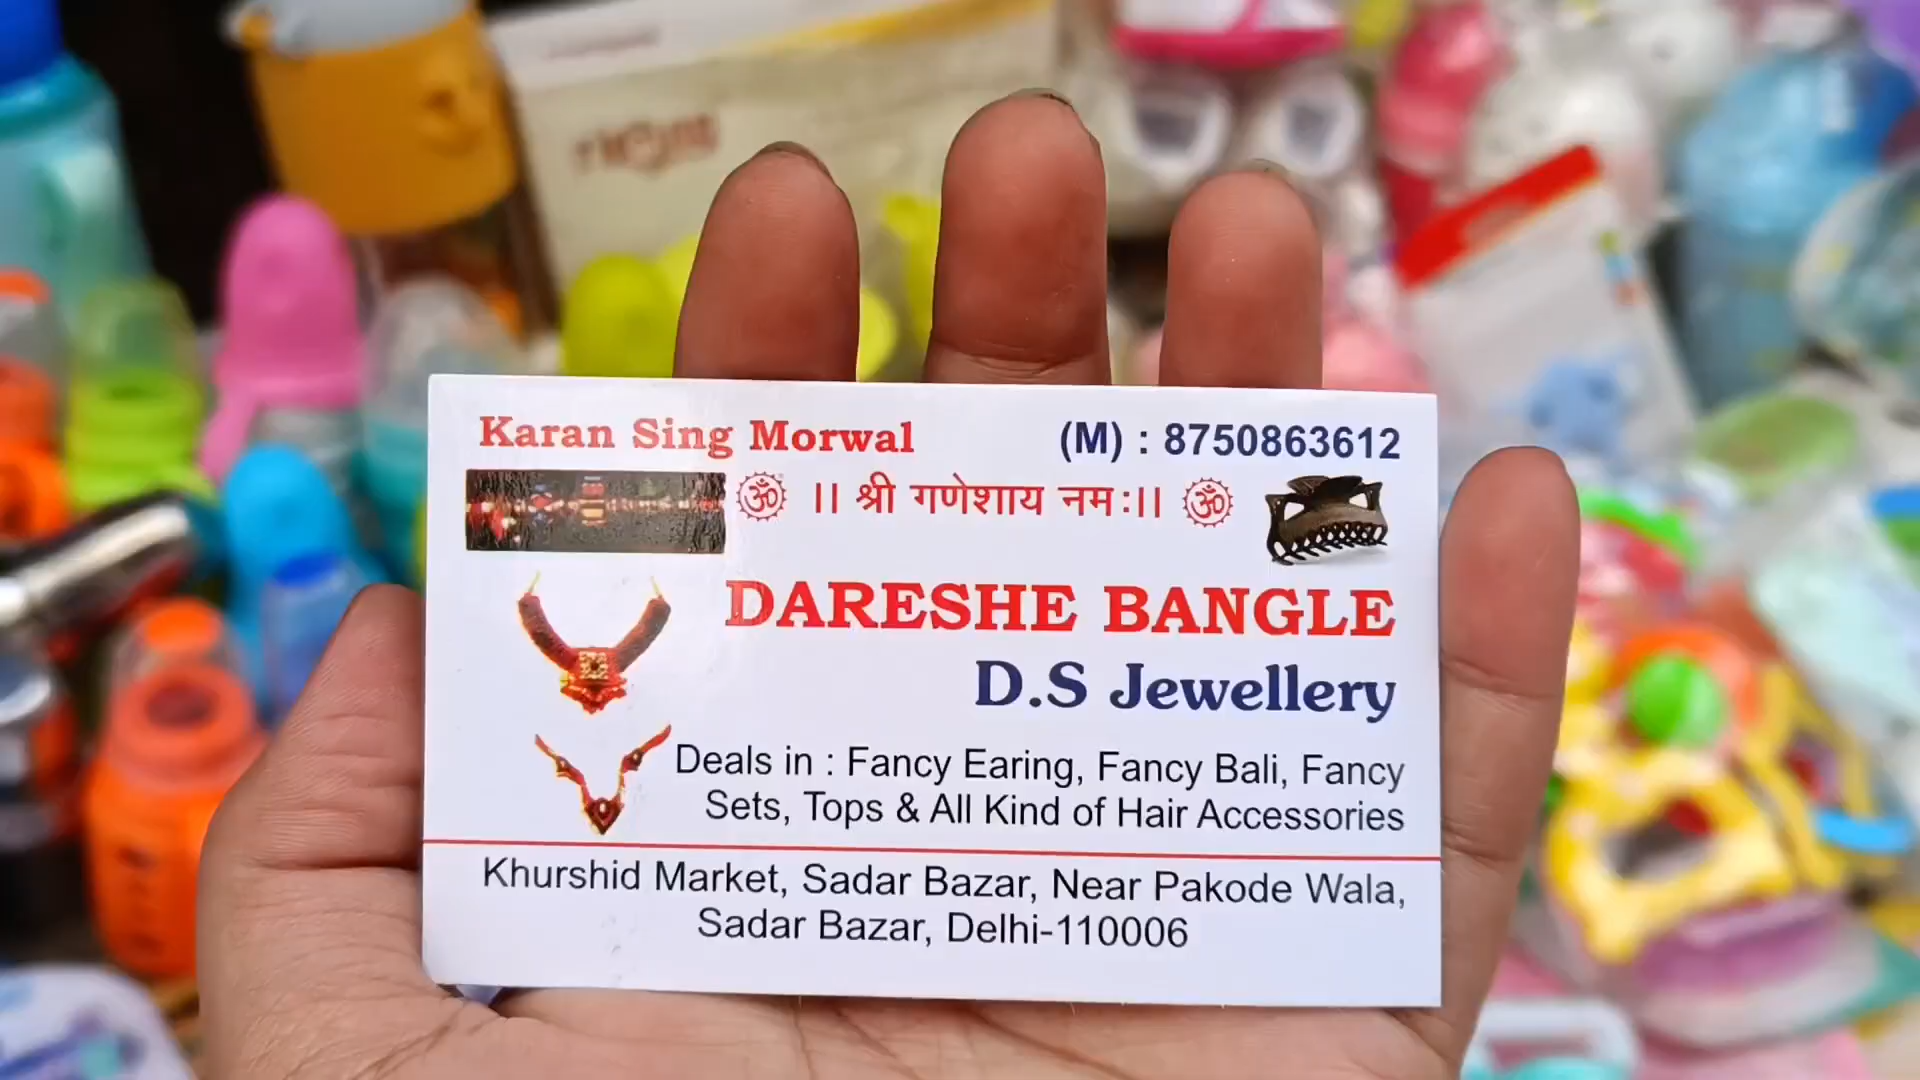 Karan Sing Morwal (M) : 8750863612
ॐ ।। श्री गणेशाय नमः।। ॐ
DARESHE BANGLE
D.S Jewellery
Deals in : Fancy Earing, Fancy Bali, Fancy
Sets, Tops & All Kind of Hair Accessories
Khurshid Market, Sadar Bazar, Near Pakode Wala,
Sadar Bazar, Delhi-110006